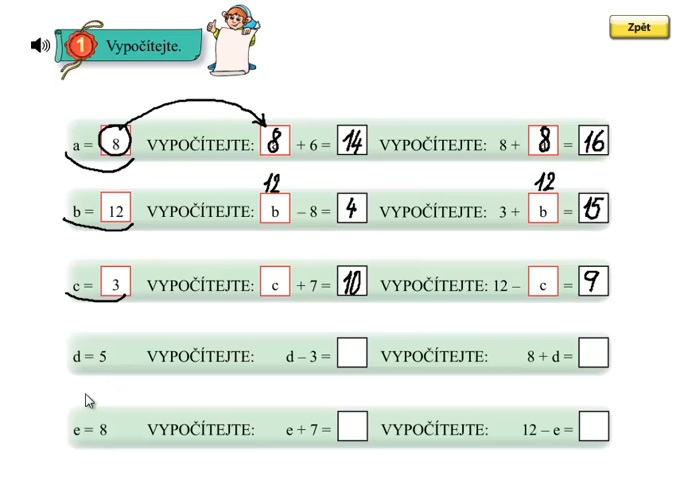 Zpět
1 Vypočítejte.
a = 8 VYPOČÍTEJTE: 8 + 6 = 14 VYPOČÍTEJTE: 8 + 8 = 16
12 12
b = 12 VYPOČÍTEJTE: b – 8 = 4 VYPOČÍTEJTE: 3 + b = 15
c = 3 VYPOČÍTEJTE: c + 7 = 10 VYPOČÍTEJTE: 12 – c = 9
d = 5 VYPOČÍTEJTE: d – 3 = VYPOČÍTEJTE: 8 + d =
e = 8 VYPOČÍTEJTE: e + 7 = VYPOČÍTEJTE: 12 – e =